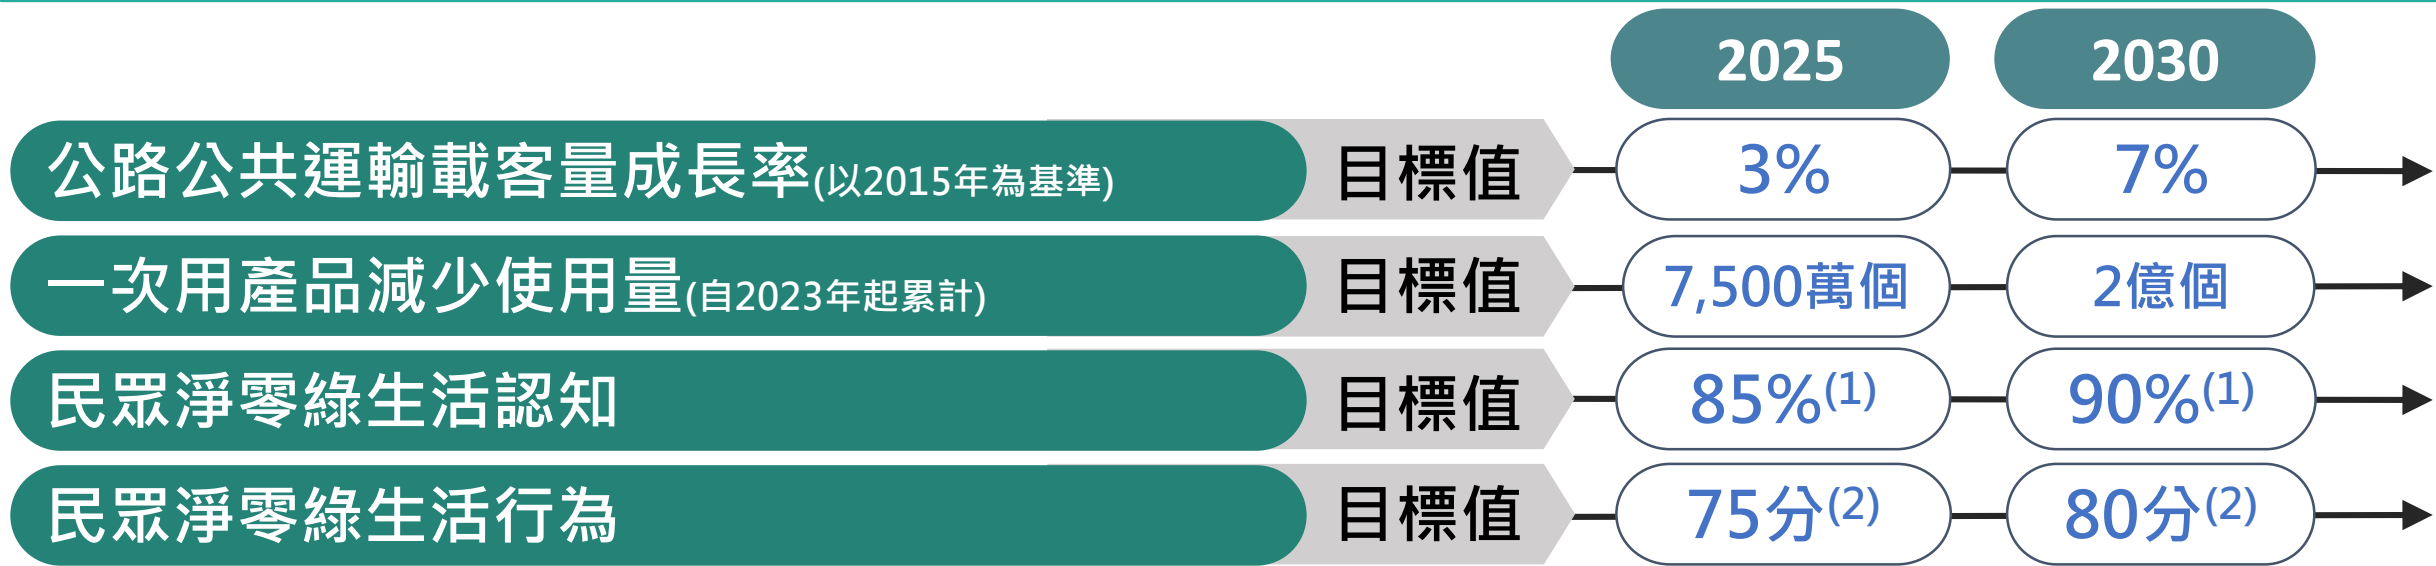 2025 2030
公路公共運輸載客量成長率(以2015年為基準) 目標值 3% 7%
一次用產品減少使用量(自2023年起累計) 目標值 7,500萬個 2億個
民眾淨零綠生活認知 目標值 85%(1) 90%(1)
民眾淨零綠生活行為 目標值 75分(2) 80分(2)